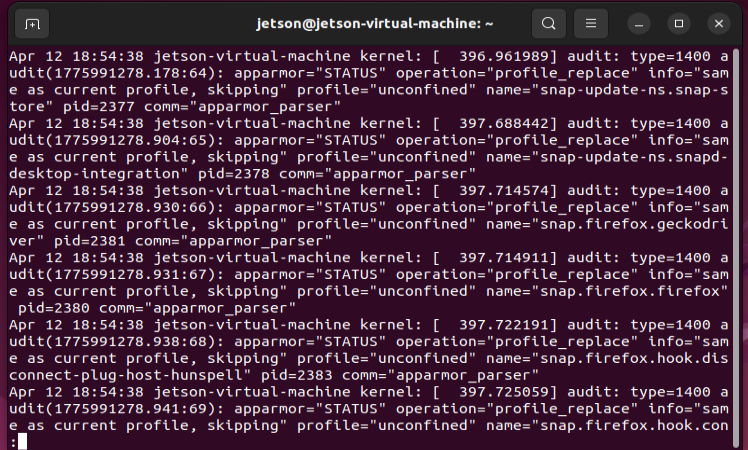 jetson@jetson-virtual-machine: ~
Apr 12 18:54:38 jetson-virtual-machine kernel: [  396.961989] audit: type=1400 a
udit(1775991278.178:64): apparmor="STATUS" operation="profile_replace" info="sam
e as current profile, skipping" profile="unconfined" name="snap-update-ns.snap-s
tore" pid=2377 comm="apparmor_parser"
Apr 12 18:54:38 jetson-virtual-machine kernel: [  397.688442] audit: type=1400 a
udit(1775991278.904:65): apparmor="STATUS" operation="profile_replace" info="sam
e as current profile, skipping" profile="unconfined" name="snap-update-ns.snapd-
desktop-integration" pid=2378 comm="apparmor_parser"
Apr 12 18:54:38 jetson-virtual-machine kernel: [  397.714574] audit: type=1400 a
udit(1775991278.930:66): apparmor="STATUS" operation="profile_replace" info="sam
e as current profile, skipping" profile="unconfined" name="snap.firefox.geckodri
ver" pid=2381 comm="apparmor_parser"
Apr 12 18:54:38 jetson-virtual-machine kernel: [  397.714911] audit: type=1400 a
udit(1775991278.931:67): apparmor="STATUS" operation="profile_replace" info="sam
e as current profile, skipping" profile="unconfined" name="snap.firefox.firefox"
 pid=2380 comm="apparmor_parser"
Apr 12 18:54:38 jetson-virtual-machine kernel: [  397.722191] audit: type=1400 a
udit(1775991278.938:68): apparmor="STATUS" operation="profile_replace" info="sam
e as current profile, skipping" profile="unconfined" name="snap.firefox.hook.dis
connect-plug-host-hunspell" pid=2383 comm="apparmor_parser"
Apr 12 18:54:38 jetson-virtual-machine kernel: [  397.725059] audit: type=1400 a
udit(1775991278.941:69): apparmor="STATUS" operation="profile_replace" info="sam
e as current profile, skipping" profile="unconfined" name="snap.firefox.hook.con
: